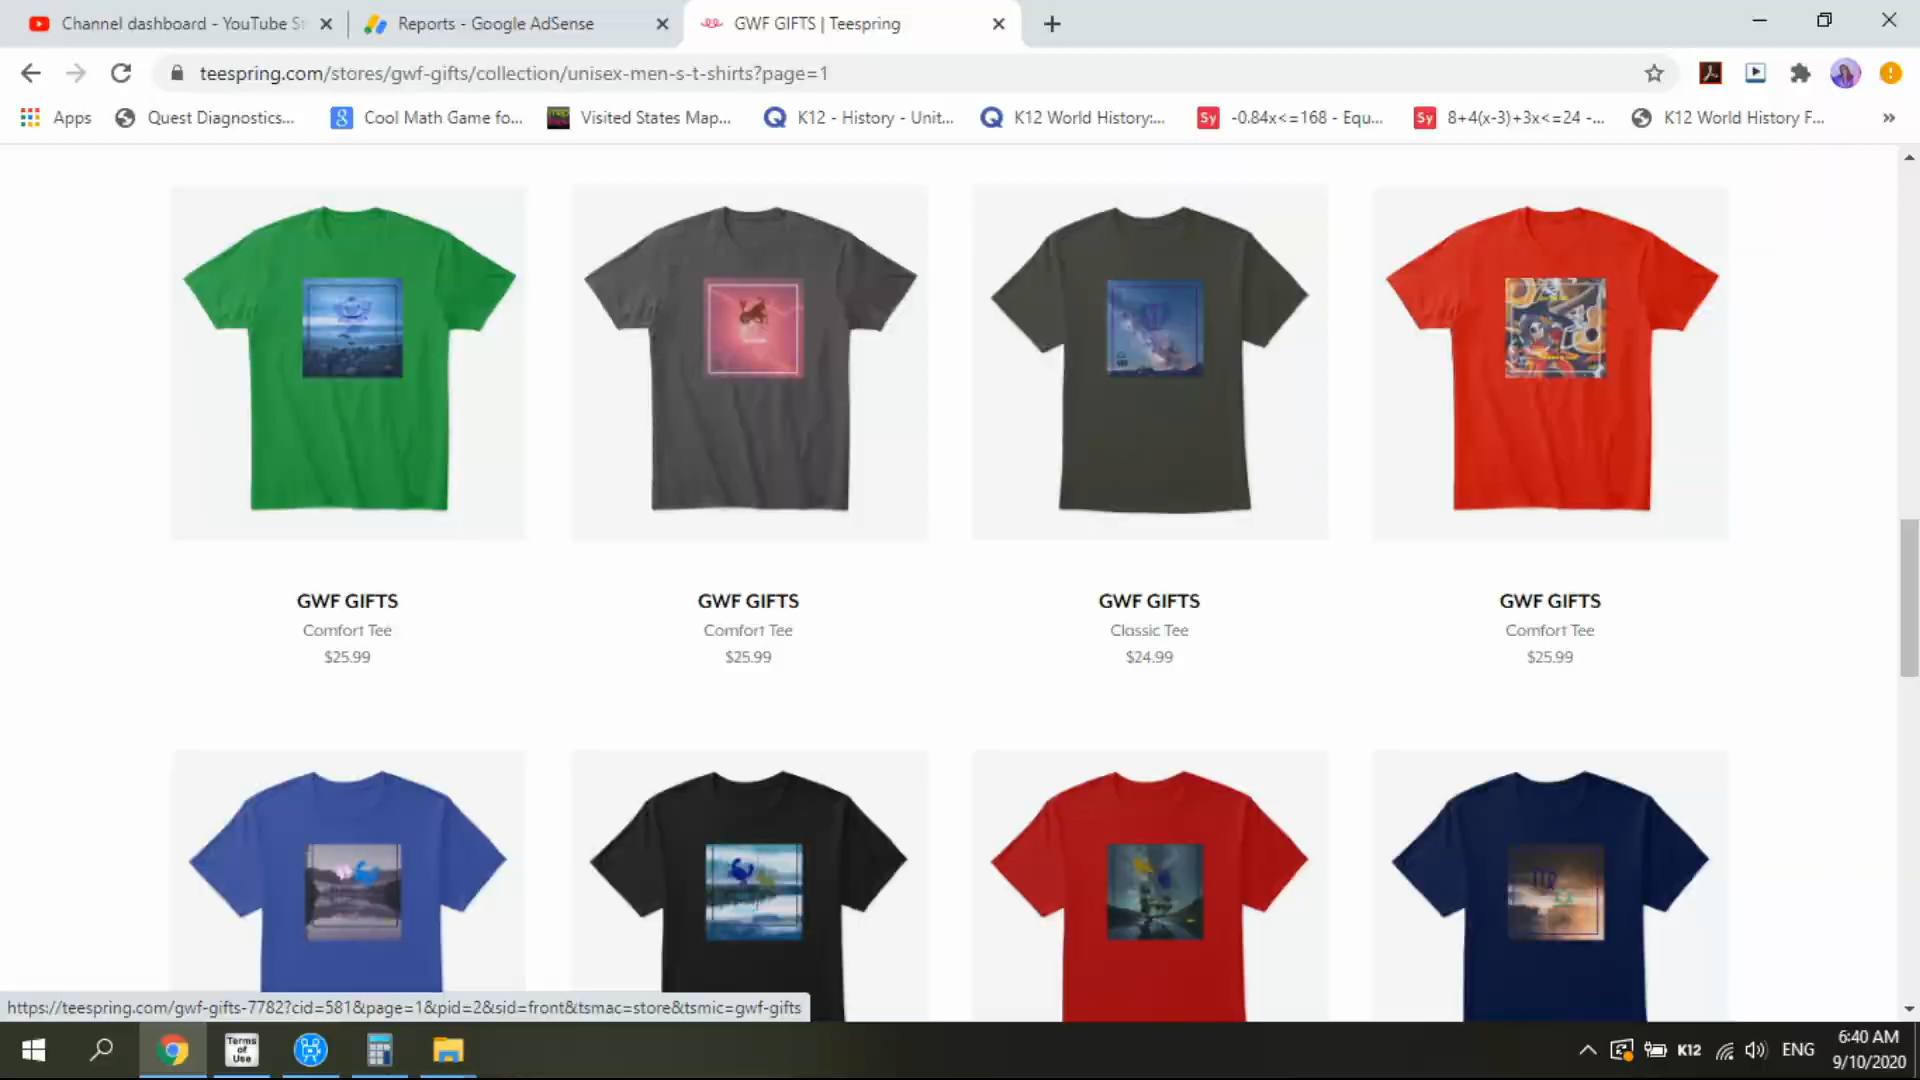 Channel dashboard - YouTube S
Reports - Google AdSense
GWF GIFTS | Teespring
teespring.com/stores/gwf-gifts/collection/unisex-men-s-t-shirts?page=1
Apps
Quest Diagnostics...
Cool Math Game fo...
Visited States Map...
K12 - History - Unit...
K12 World History:...
Sy -0.84x<=168 - Equ...
Sy 8+4(x-3)+3x<=24 -...
K12 World History F...
»
GWF GIFTS
Comfort Tee
$25.99
GWF GIFTS
Comfort Tee
$25.99
GWF GIFTS
Classic Tee
$24.99
GWF GIFTS
Comfort Tee
$25.99
https://teespring.com/gwf-gifts-7782?cid=581&page=1&pid=2&sid=front&tsmac=store&tsmic=gwf-gifts
Terms
of
Use
K12
ENG
6:40 AM
9/10/2020